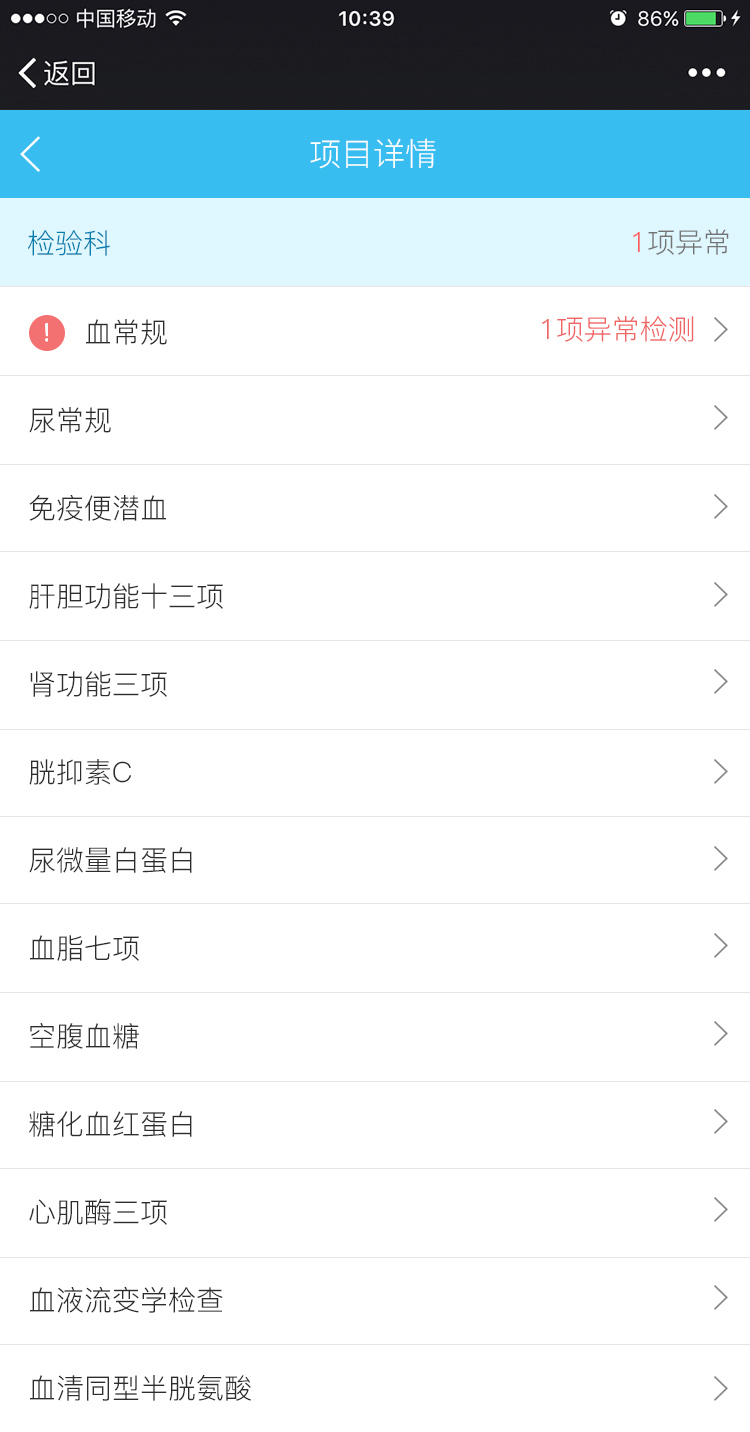 中国移动 10:39 86%
返回
项目详情
检验科 1项异常
! 血常规 1项异常检测
尿常规
免疫便潜血
肝胆功能十三项
肾功能三项
胱抑素C
尿微量白蛋白
血脂七项
空腹血糖
糖化血红蛋白
心肌酶三项
血液流变学检查
血清同型半胱氨酸